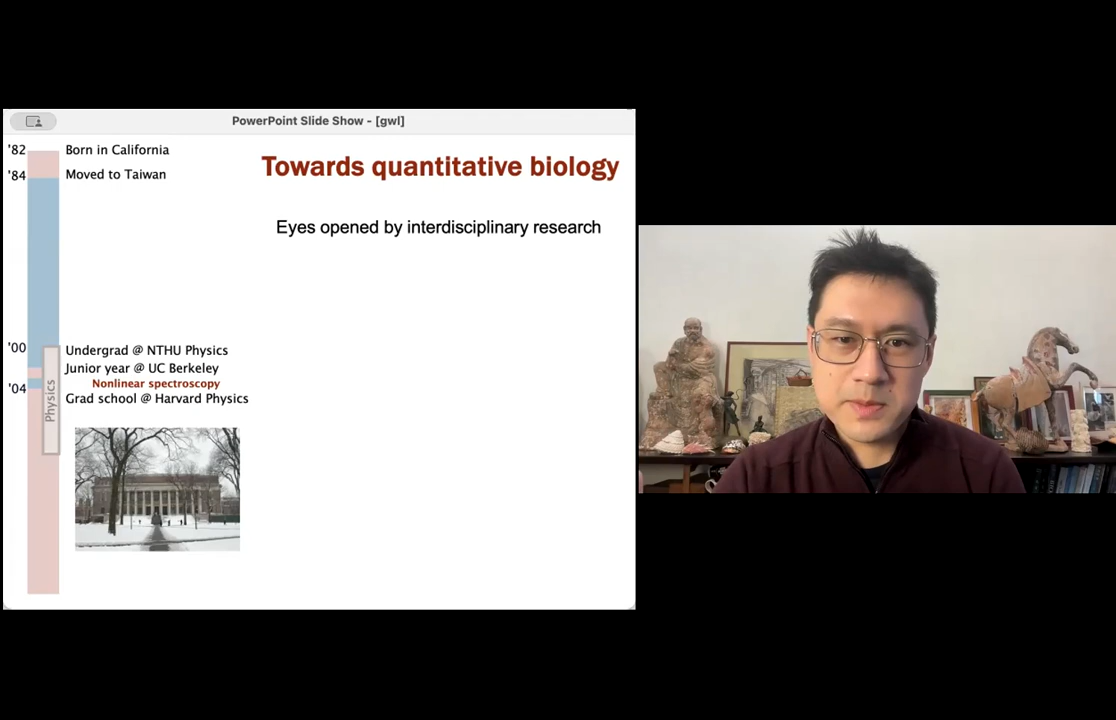 PowerPoint Slide Show - [gwl]
'82 Born in California
'84 Moved to Taiwan
Towards quantitative biology
Eyes opened by interdisciplinary research
'00 Undergrad @ NTHU Physics
Junior year @ UC Berkeley
Nonlinear spectroscopy
'04 Grad school @ Harvard Physics
Physics